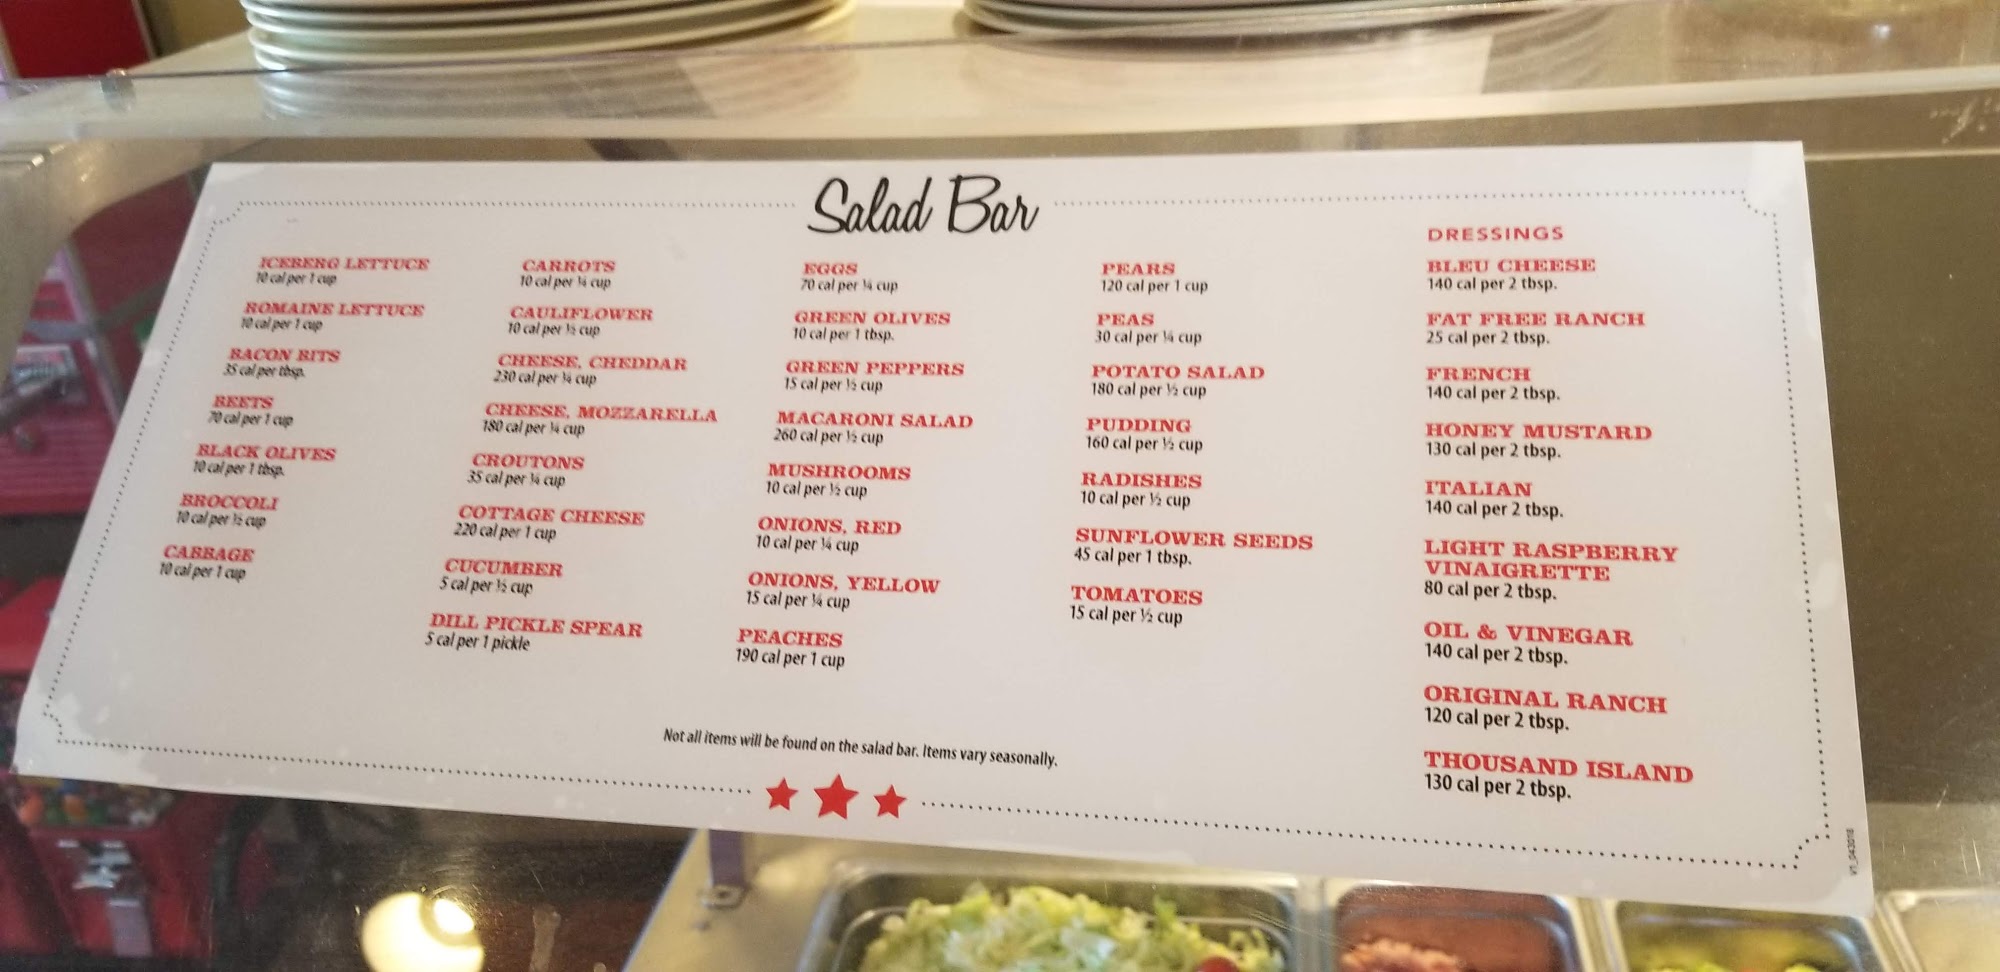 Salad Bar
ICEBERG LETTUCE
10 cal per 1 cup
ROMAINE LETTUCE
10 cal per 1 cup
BACON BITS
35 cal per tbsp.
BEETS
70 cal per 1 cup
BLACK OLIVES
10 cal per 1 tbsp.
BROCCOLI
10 cal per ½ cup
CABBAGE
10 cal per 1 cup
CARROTS
10 cal per ¼ cup
CAULIFLOWER
10 cal per ½ cup
CHEESE, CHEDDAR
230 cal per ¼ cup
CHEESE, MOZZARELLA
180 cal per ¼ cup
CROUTONS
35 cal per ¼ cup
COTTAGE CHEESE
220 cal per 1 cup
CUCUMBER
5 cal per ½ cup
DILL PICKLE SPEAR
5 cal per 1 pickle
EGGS
70 cal per ¼ cup
GREEN OLIVES
10 cal per 1 tbsp.
GREEN PEPPERS
15 cal per ½ cup
MACARONI SALAD
260 cal per ½ cup
MUSHROOMS
10 cal per ½ cup
ONIONS, RED
10 cal per ¼ cup
ONIONS, YELLOW
15 cal per ¼ cup
PEACHES
190 cal per 1 cup
PEARS
120 cal per 1 cup
PEAS
30 cal per ¼ cup
POTATO SALAD
180 cal per ½ cup
PUDDING
160 cal per ½ cup
RADISHES
10 cal per ½ cup
SUNFLOWER SEEDS
45 cal per 1 tbsp.
TOMATOES
15 cal per ½ cup
DRESSINGS
BLEU CHEESE
140 cal per 2 tbsp.
FAT FREE RANCH
25 cal per 2 tbsp.
FRENCH
140 cal per 2 tbsp.
HONEY MUSTARD
130 cal per 2 tbsp.
ITALIAN
140 cal per 2 tbsp.
LIGHT RASPBERRY
VINAIGRETTE
80 cal per 2 tbsp.
OIL & VINEGAR
140 cal per 2 tbsp.
ORIGINAL RANCH
120 cal per 2 tbsp.
THOUSAND ISLAND
130 cal per 2 tbsp.
Not all items will be found on the salad bar. Items vary seasonally.
V1_043018